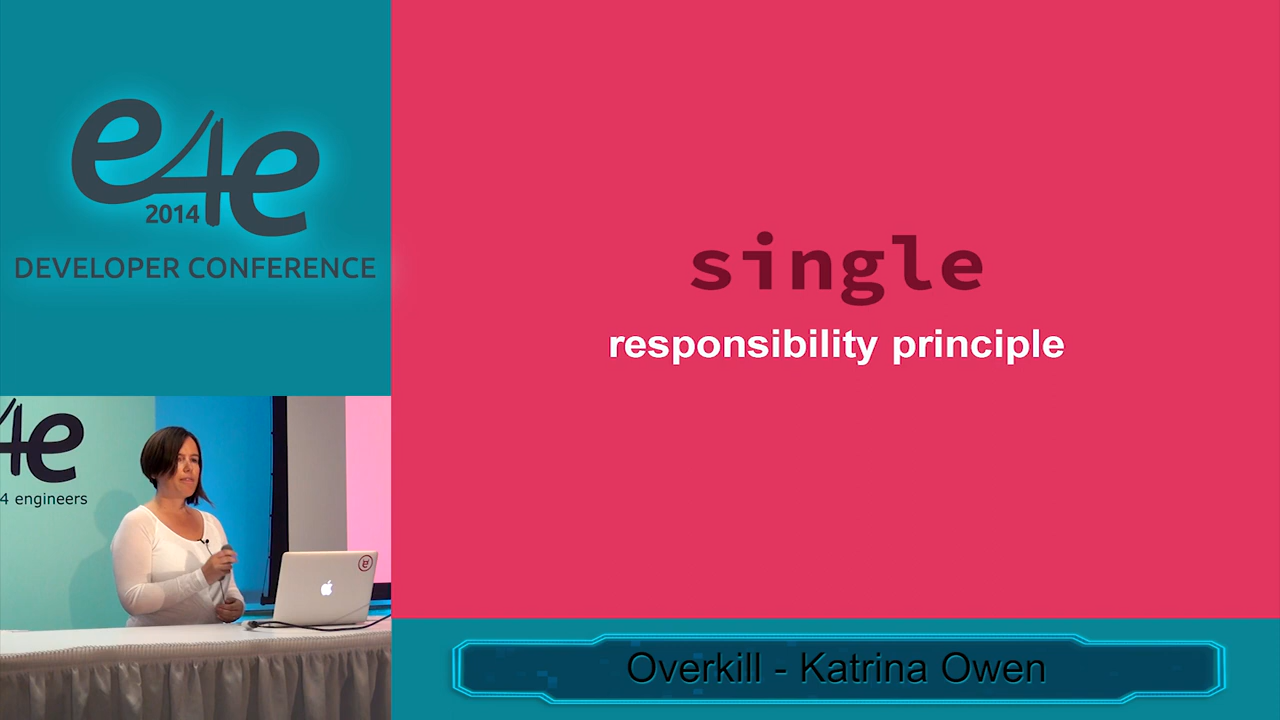 e4e
2014
DEVELOPER CONFERENCE
4e
4 engineers
single
responsibility principle
Overkill - Katrina Owen